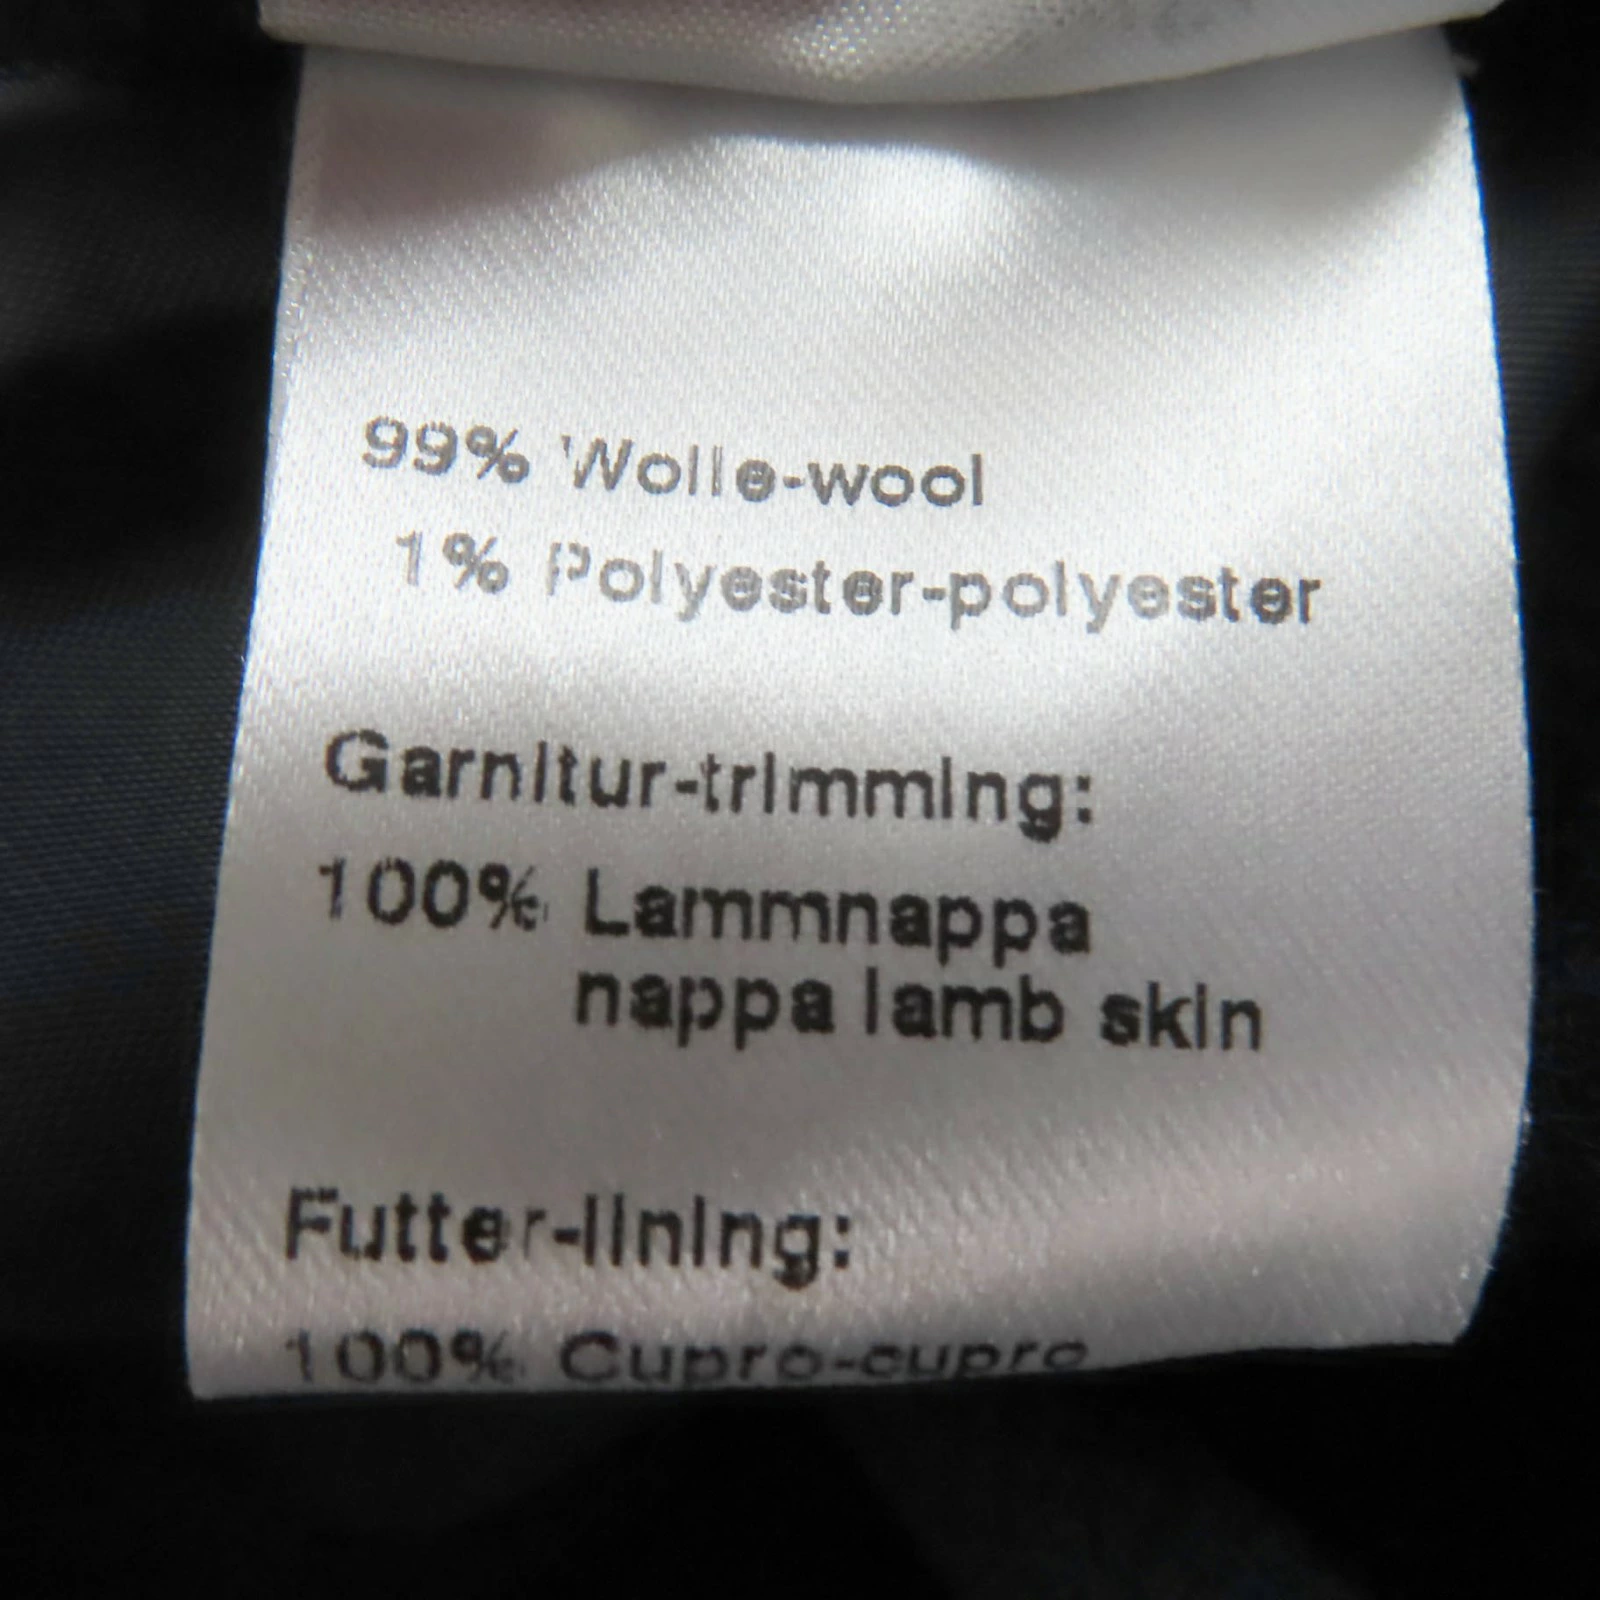 99% Wolle-wool
1% Polyester-polyester
Garnitur-trimming:
100% Lammnappa
nappa lamb skin
Futter-lining:
100% Cupro-cupro